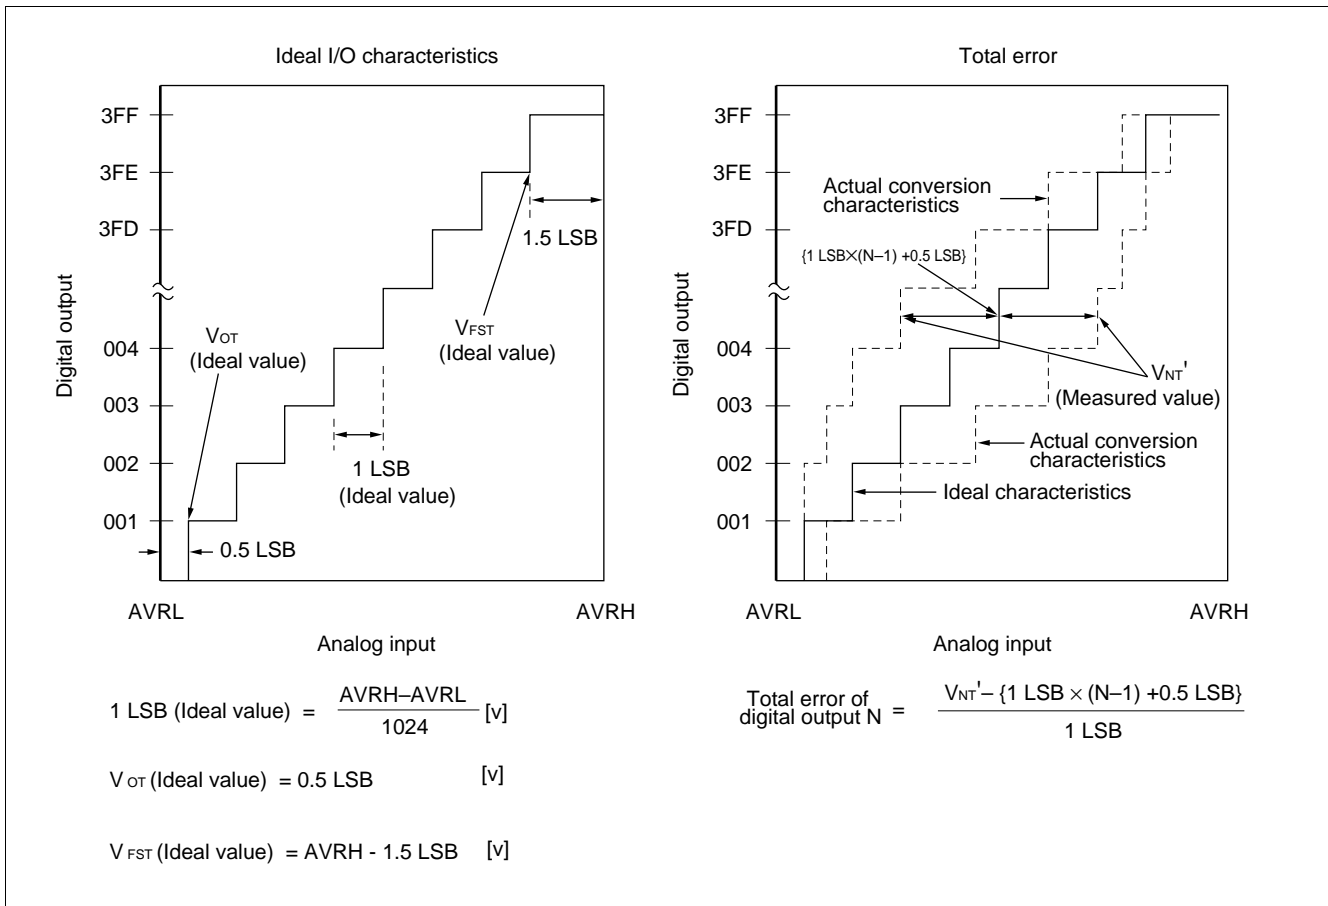 Ideal I/O characteristics
3FF
3FE
3FD
004
003
002
001
Digital output
VOT
(Ideal value)
VFST
(Ideal value)
1.5 LSB
1 LSB
(Ideal value)
0.5 LSB
AVRL
AVRH
Analog input
1 LSB (Ideal value) = AVRH–AVRL / 1024 [v]
VOT (Ideal value) = 0.5 LSB [v]
VFST (Ideal value) = AVRH - 1.5 LSB [v]
Total error
3FF
3FE
3FD
004
003
002
001
Digital output
Actual conversion
characteristics
{1 LSB×(N–1) +0.5 LSB}
VNT'
(Measured value)
Actual conversion
characteristics
Ideal characteristics
AVRL
AVRH
Analog input
Total error of
digital output N = VNT' – {1 LSB × (N–1) +0.5 LSB} / 1 LSB